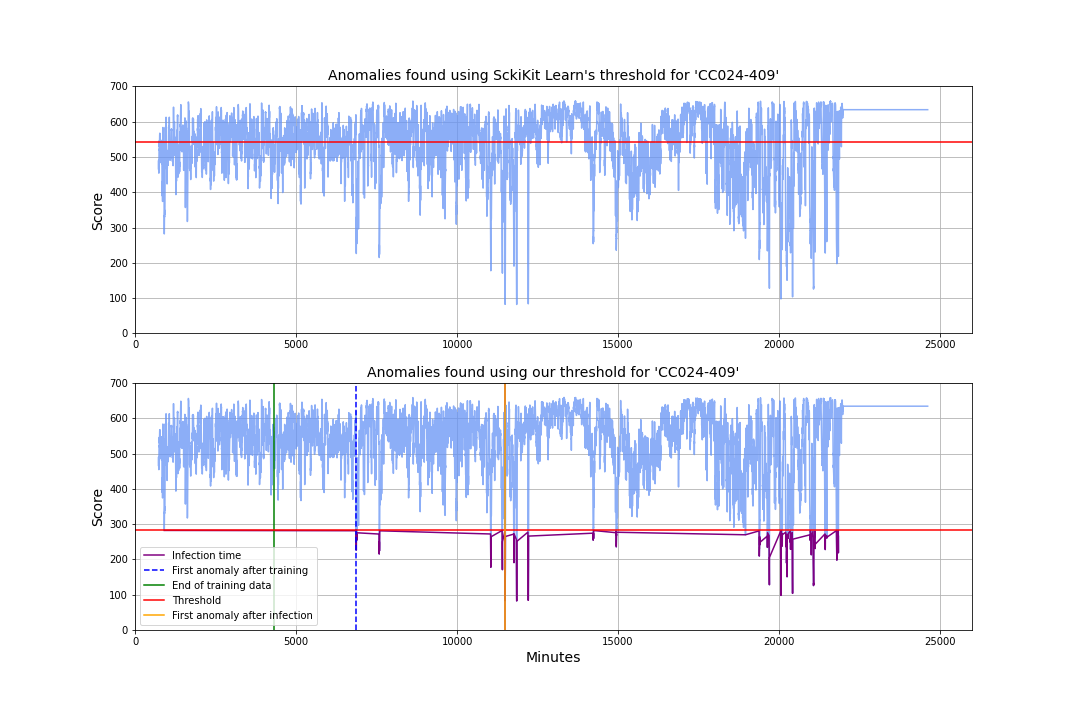 Anomalies found using SckiKit Learn's threshold for 'CC024-409'
700
600
500
400
300
200
100
0
Score
0 5000 10000 15000 20000 25000
Anomalies found using our threshold for 'CC024-409'
700
600
500
400
300
200
100
0
Score
Infection time
First anomaly after training
End of training data
Threshold
First anomaly after infection
0 5000 10000 15000 20000 25000
Minutes